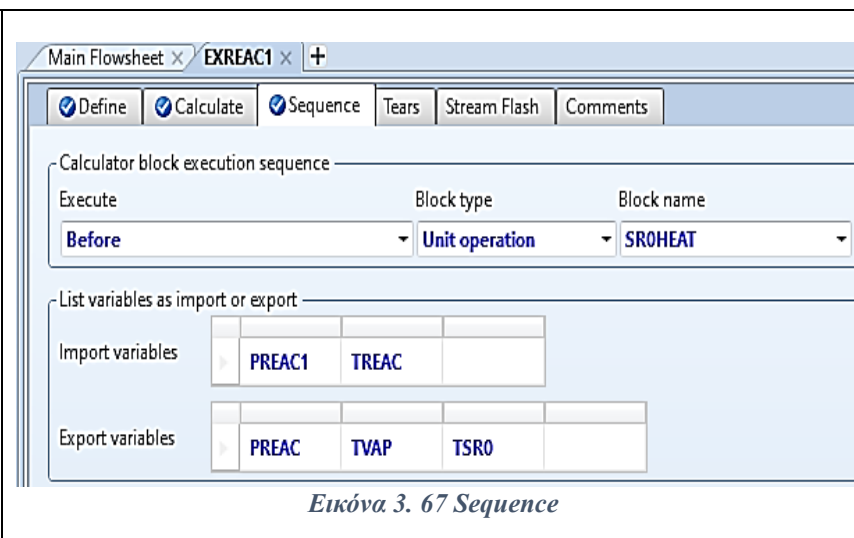 Main Flowsheet × EXREAC1 × +
Define Calculate Sequence Tears Stream Flash Comments
Calculator block execution sequence
Execute Block type Block name
Before Unit operation SR0HEAT
List variables as import or export
Import variables PREAC1 TREAC
Export variables PREAC TVAP TSR0
Εικόνα 3. 67 Sequence